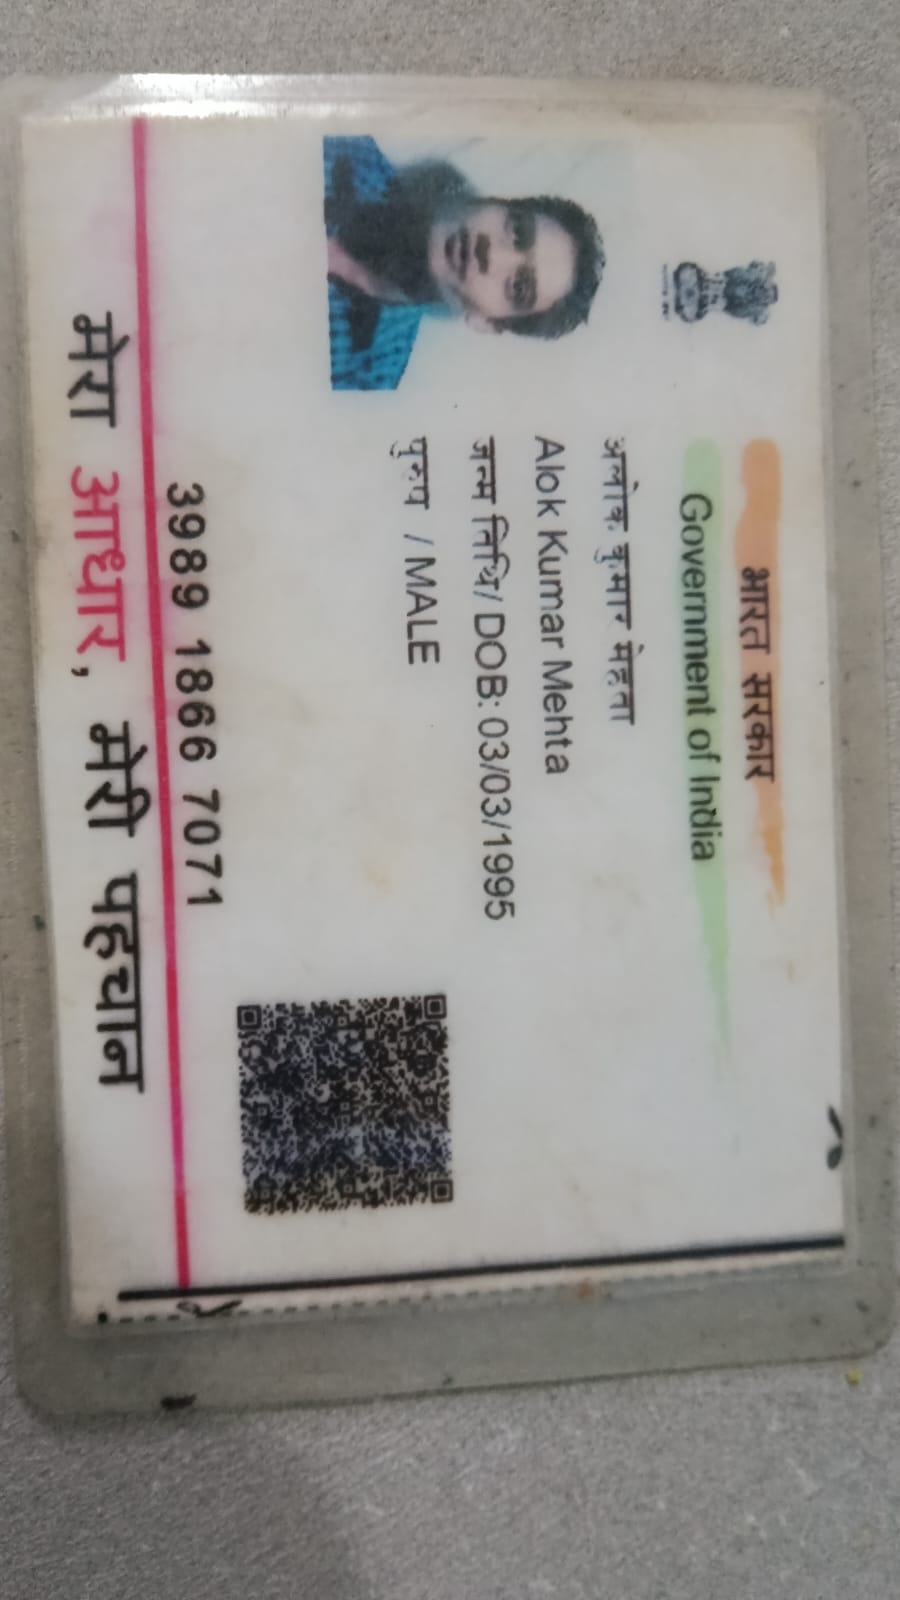 भारत सरकार
Government of India
अलोक कुमार मेहता
Alok Kumar Mehta
जन्म तिथि/ DOB: 03/03/1995
पुरुष / MALE
3989 1866 7071
मेरा आधार, मेरी पहचान